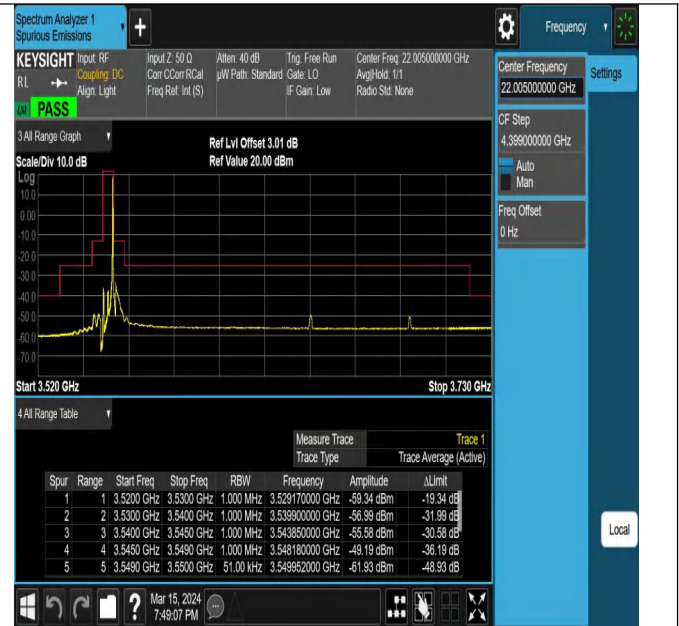 Spectrum Analyzer 1
Spurious Emissions
Frequency
KEYSIGHT Input: RF Input Z: 50 Ω Atten: 40 dB Trig: Free Run Center Freq: 22.005000000 GHz
RL Coupling: DC Corr CCorr RCal µW Path: Standard Gate: LO Avg|Hold: 1/1
Align: Light Freq Ref: Int (S) IF Gain: Low Radio Std: None
PASS
Center Frequency
22.005000000 GHz
Settings
CF Step
4.399000000 GHz
Auto
Man
Freq Offset
0 Hz
3 All Range Graph
Ref Lvl Offset 3.01 dB
Scale/Div 10.0 dB Ref Value 20.00 dBm
Log
10.0
0.00
-10.0
-20.0
-30.0
-40.0
-50.0
-60.0
-70.0
Start 3.520 GHz Stop 3.730 GHz
4 All Range Table
Measure Trace Trace 1
Trace Type Trace Average (Active)
Spur Range Start Freq Stop Freq RBW Frequency Amplitude ΔLimit
1 1 3.5200 GHz 3.5300 GHz 1.000 MHz 3.529170000 GHz -59.34 dBm -19.34 dB
2 2 3.5300 GHz 3.5400 GHz 1.000 MHz 3.539900000 GHz -56.99 dBm -31.99 dB
3 3 3.5400 GHz 3.5450 GHz 1.000 MHz 3.543850000 GHz -55.58 dBm -30.58 dB
4 4 3.5450 GHz 3.5490 GHz 1.000 MHz 3.548180000 GHz -49.19 dBm -36.19 dB
5 5 3.5490 GHz 3.5500 GHz 51.00 kHz 3.549952000 GHz -61.93 dBm -48.93 dB
Local
Mar 15, 2024
7:49:07 PM